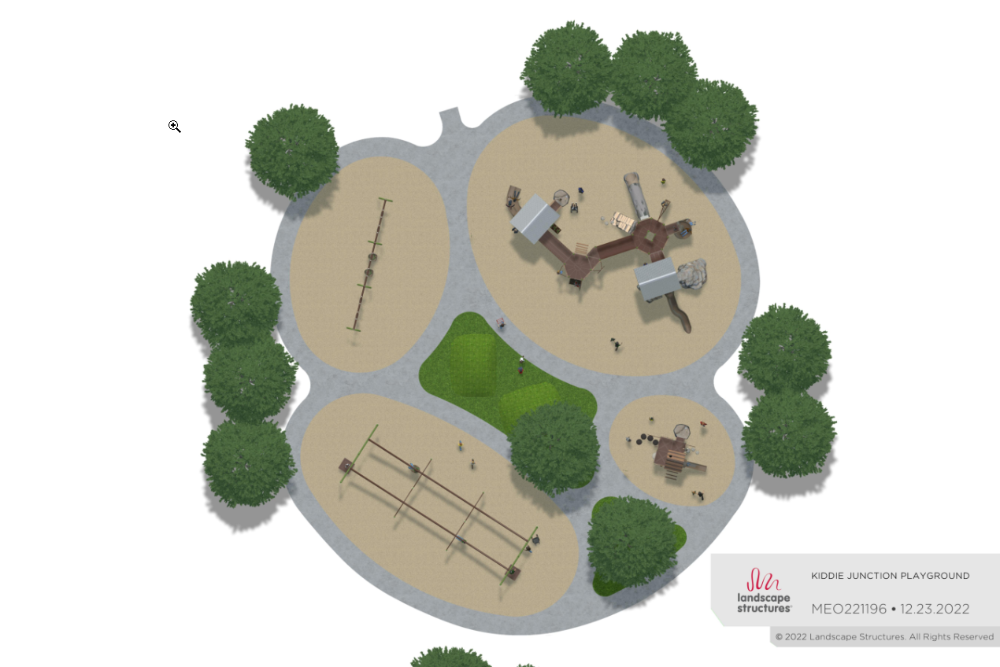 KIDDIE JUNCTION PLAYGROUND
landscape
structures®
MEO221196 • 12.23.2022
© 2022 Landscape Structures. All Rights Reserved